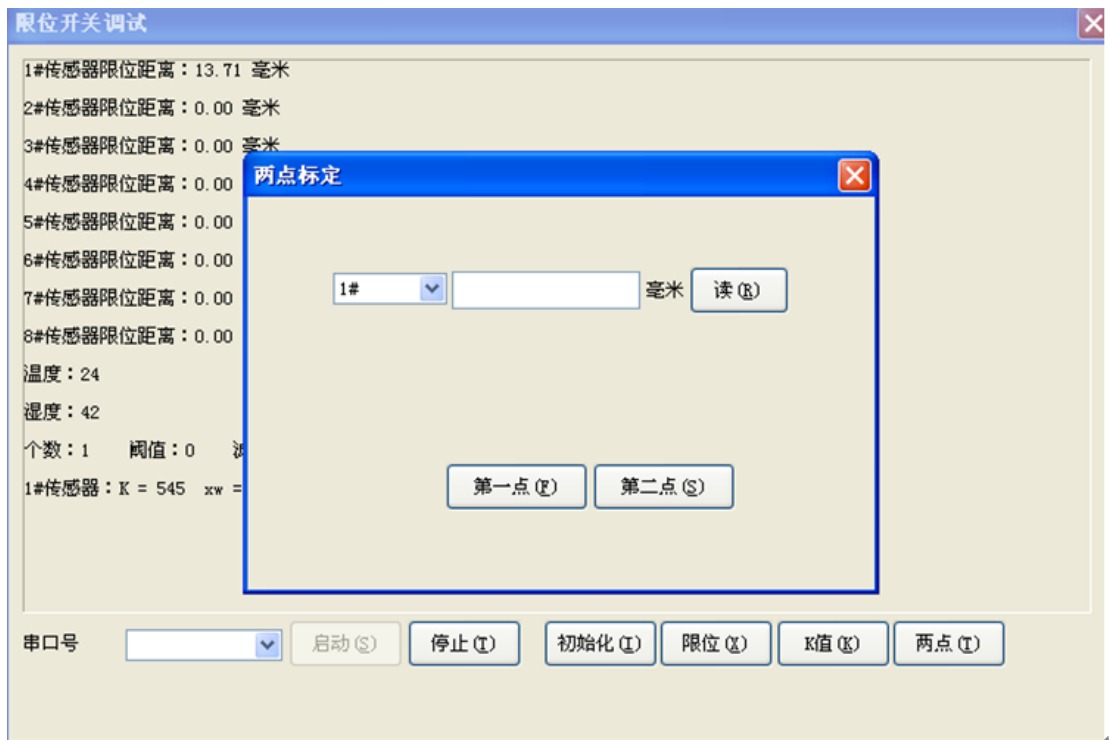 限位开关调试
1#传感器限位距离：13.71 毫米
2#传感器限位距离：0.00 毫米
3#传感器限位距离：0.00 毫米
4#传感器限位距离：0.00
5#传感器限位距离：0.00
6#传感器限位距离：0.00
7#传感器限位距离：0.00
8#传感器限位距离：0.00
温度：24
湿度：42
个数：1 阈值：0
1#传感器：K = 545 xw =
两点标定
1# 毫米 读(R)
第一点(F) 第二点(S)
串口号 启动(S) 停止(T) 初始化(I) 限位(X) K值(K) 两点(T)